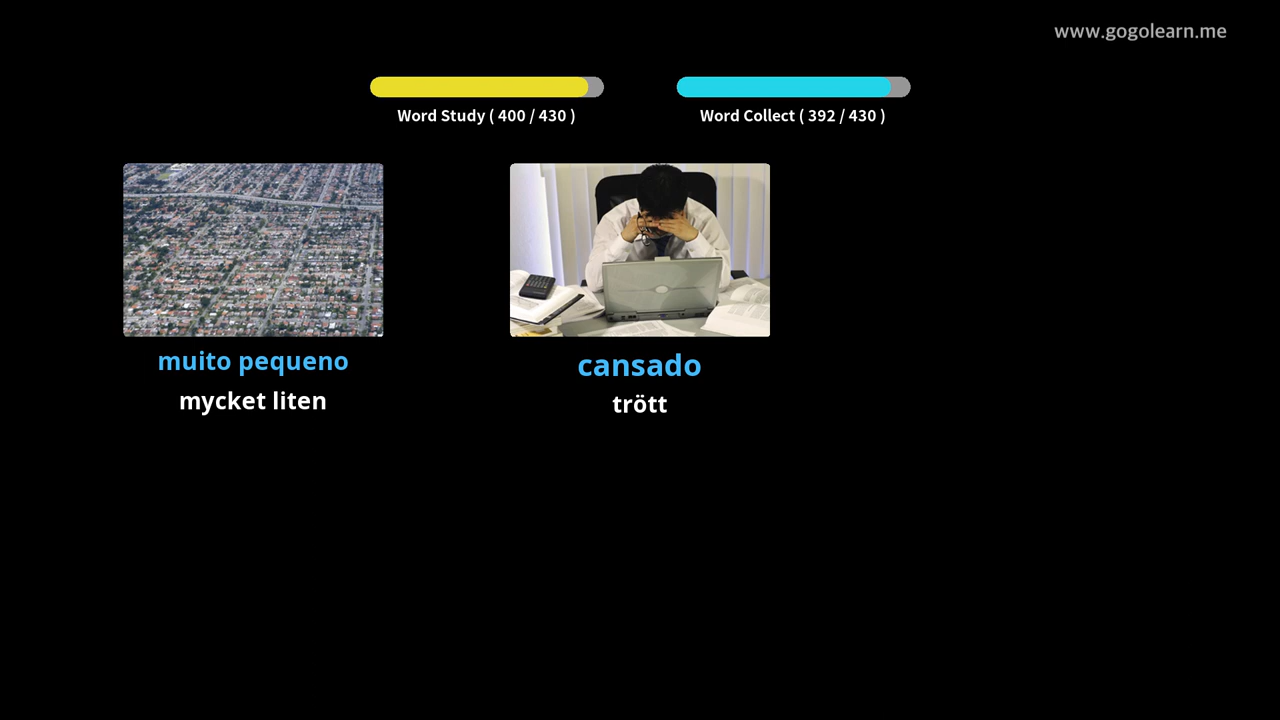 www.gogolearn.me
Word Study ( 400 / 430 )
Word Collect ( 392 / 430 )
muito pequeno
mycket liten
cansado
trött